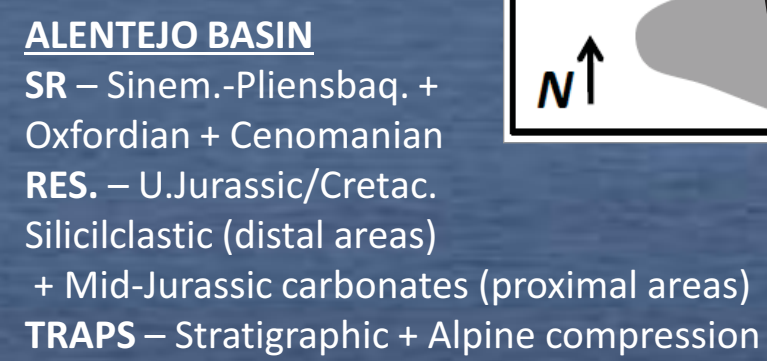 ALENTEJO BASIN
SR – Sinem.-Pliensbaq. +
Oxfordian + Cenomanian
RES. – U.Jurassic/Cretac.
Silicilclastic (distal areas)
+ Mid-Jurassic carbonates (proximal areas)
TRAPS – Stratigraphic + Alpine compression
N